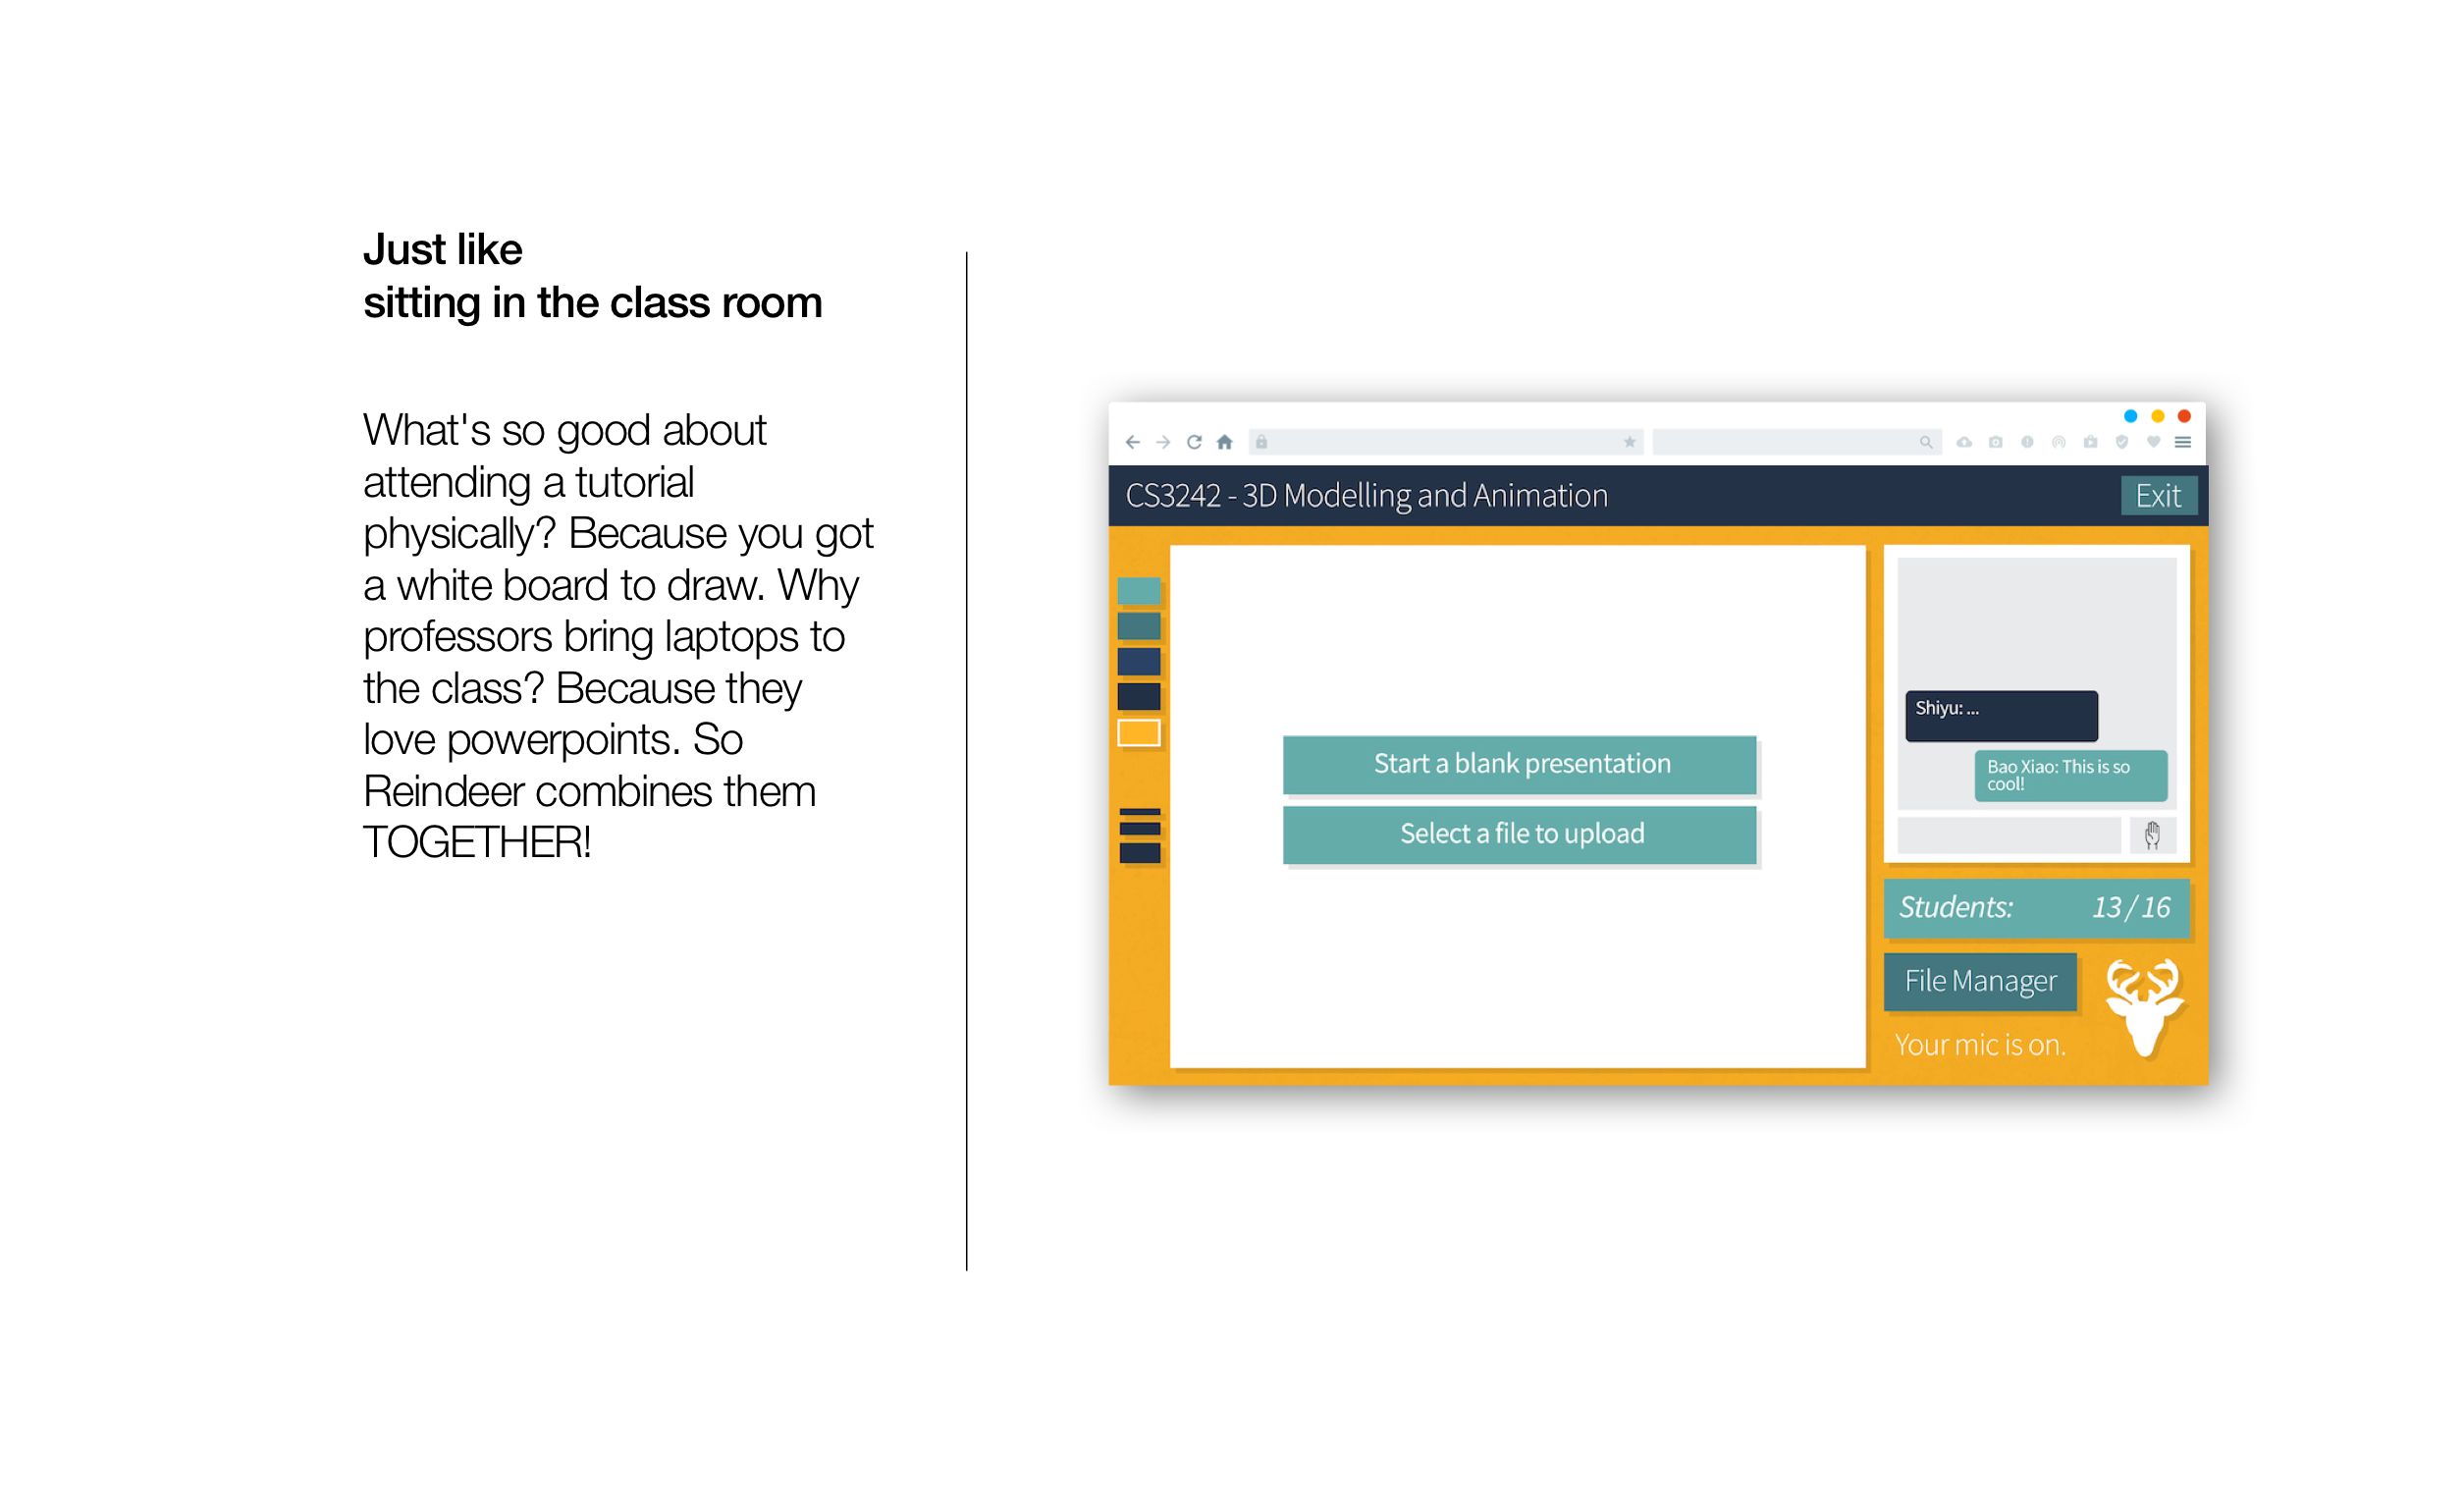 Just like
sitting in the class room
What's so good about
attending a tutorial
physically? Because you got
a white board to draw. Why
professors bring laptops to
the class? Because they
love powerpoints. So
Reindeer combines them
TOGETHER!
CS3242 - 3D Modelling and Animation
Exit
Start a blank presentation
Select a file to upload
Shiyu: ...
Bao Xiao: This is so
cool!
Students: 13 / 16
File Manager
Your mic is on.